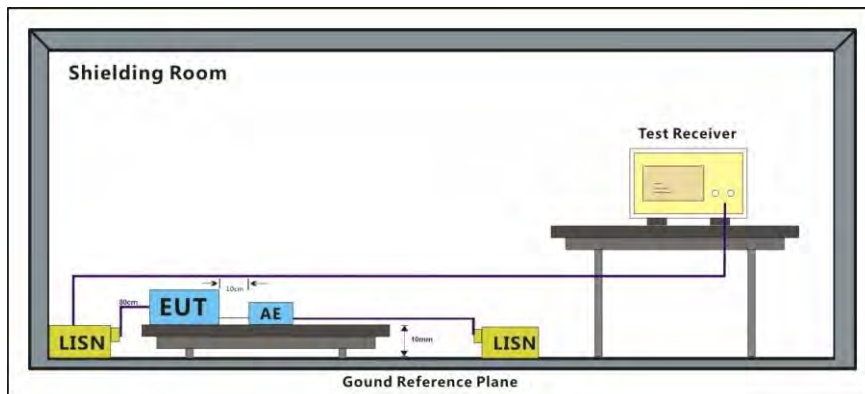 Shielding Room
Test Receiver
10cm
80cm
EUT
AE
LISN
10mm
LISN
Gound Reference Plane